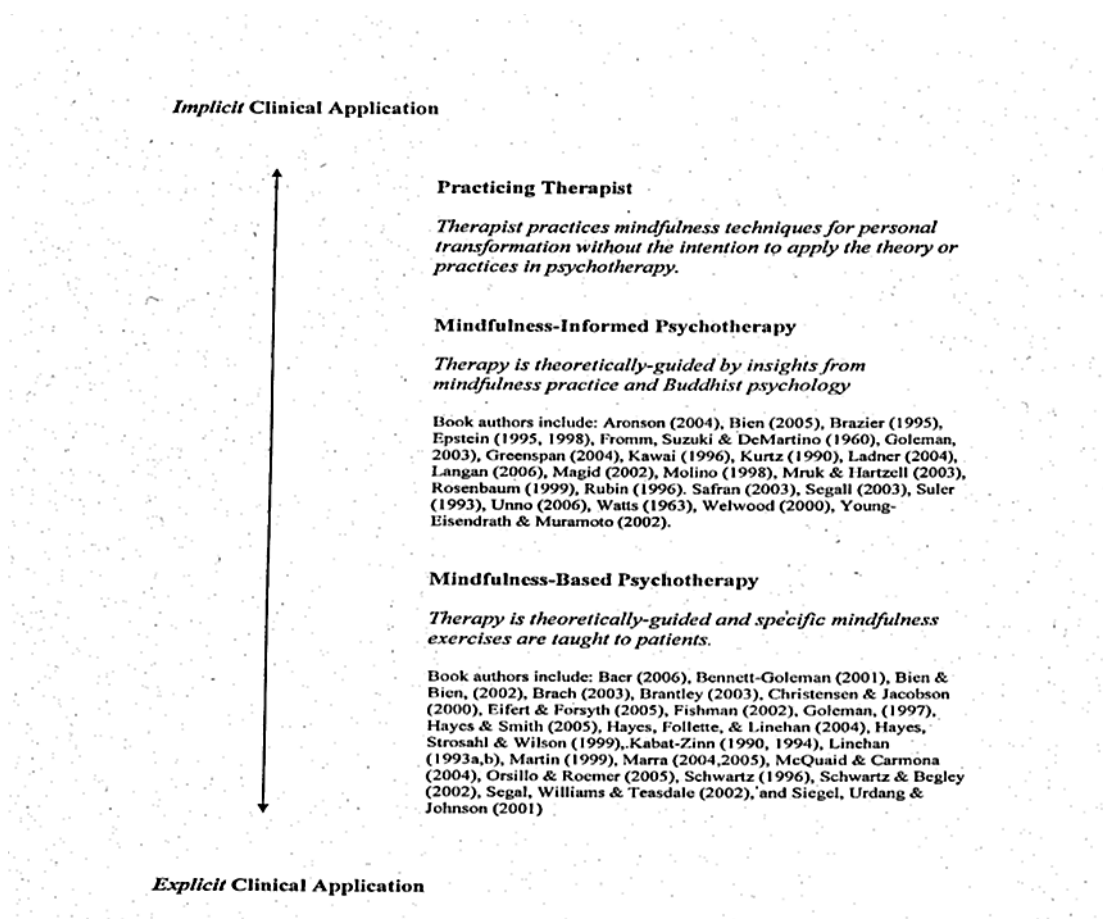 Implicit Clinical Application
Practicing Therapist
Therapist practices mindfulness techniques for personal
transformation without the intention to apply the theory or
practices in psychotherapy.
Mindfulness-Informed Psychotherapy
Therapy is theoretically-guided by insights from
mindfulness practice and Buddhist psychology
Book authors include: Aronson (2004), Bien (2005), Brazier (1995),
Epstein (1995, 1998), Fromm, Suzuki & DeMartino (1960), Goleman,
2003), Greenspan (2004), Kawai (1996), Kurtz (1990), Ladner (2004),
Langan (2006), Magid (2002), Molino (1998), Mruk & Hartzell (2003),
Rosenbaum (1999), Rubin (1996). Safran (2003), Segall (2003), Suler
(1993), Unno (2006), Watts (1963), Welwood (2000), Young-
Eisendrath & Muramoto (2002).
Mindfulness-Based Psychotherapy
Therapy is theoretically-guided and specific mindfulness
exercises are taught to patients.
Book authors include: Baer (2006), Bennett-Goleman (2001), Bien &
Bien, (2002), Brach (2003), Brantley (2003), Christensen & Jacobson
(2000), Eifert & Forsyth (2005), Fishman (2002), Goleman, (1997),
Hayes & Smith (2005), Hayes, Follette, & Linehan (2004), Hayes,
Strosahl & Wilson (1999), Kabat-Zinn (1990, 1994), Linehan
(1993a,b), Martin (1999), Marra (2004,2005), McQuaid & Carmona
(2004), Orsillo & Roemer (2005), Schwartz (1996), Schwartz & Begley
(2002), Segal, Williams & Teasdale (2002), and Siegel, Urdang &
Johnson (2001)
Explicit Clinical Application